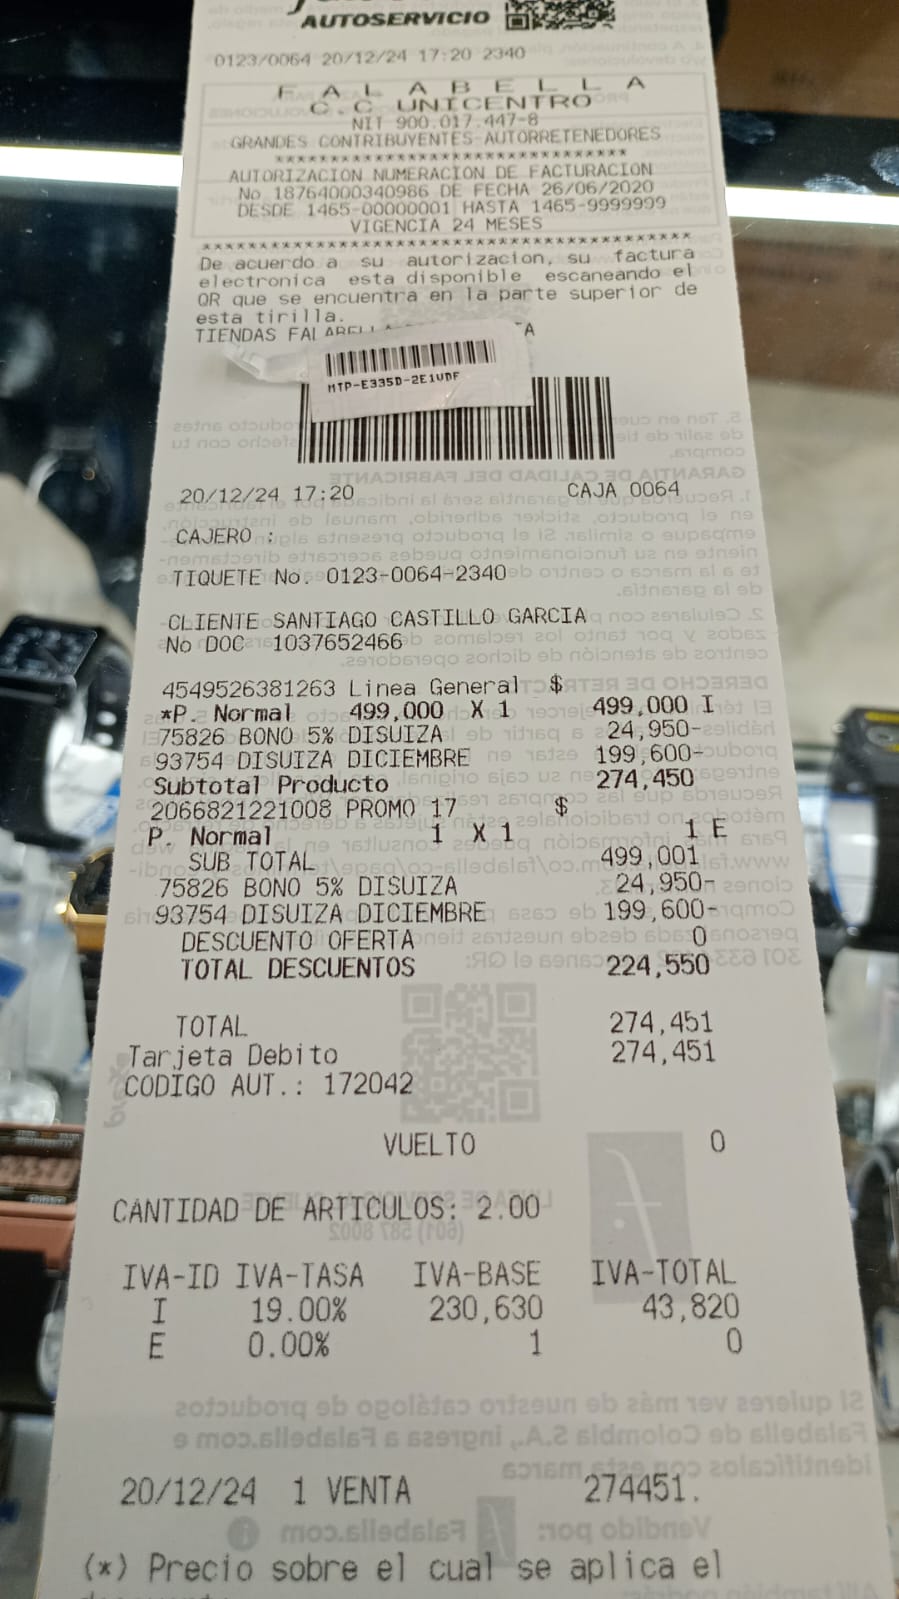 AUTOSERVICIO
0123/0064 20/12/24 17:20 2340
F A L A B E L L A
C.C UNICENTRO
NIT 900.017.447-8
GRANDES CONTRIBUYENTES-AUTORRETENEDORES
************************************
AUTORIZACION NUMERACION DE FACTURACION
No 18764000340986 DE FECHA 26/06/2020
DESDE 1465-00000001 HASTA 1465-9999999
VIGENCIA 24 MESES
******************************************
De acuerdo a su autorizacion, su factura
electronica esta disponible escaneando el
QR que se encuentra en la parte superior de
esta tirilla.
TIENDAS FALABELLA
MTP-E335D-2E1VDF
20/12/24 17:20 CAJA 0064
CAJERO :
TIQUETE No. 0123-0064-2340
CLIENTE SANTIAGO CASTILLO GARCIA
No DOC 1037652466
4549526381263 Linea General $
*P. Normal 499,000 X 1 499,000 I
75826 BONO 5% DISUIZA 24,950-
93754 DISUIZA DICIEMBRE 199,600-
Subtotal Producto 274,450
2066821221008 PROMO 17 $
P. Normal 1 X 1 1 E
SUB TOTAL 499,001
75826 BONO 5% DISUIZA 24,950-
93754 DISUIZA DICIEMBRE 199,600-
DESCUENTO OFERTA 0
TOTAL DESCUENTOS 224,550
TOTAL 274,451
Tarjeta Debito 274,451
CODIGO AUT.: 172042
VUELTO 0
CANTIDAD DE ARTICULOS: 2.00
IVA-ID IVA-TASA IVA-BASE IVA-TOTAL
I 19.00% 230,630 43,820
E 0.00% 1 0
20/12/24 1 VENTA 274451.
(*) Precio sobre el cual se aplica el